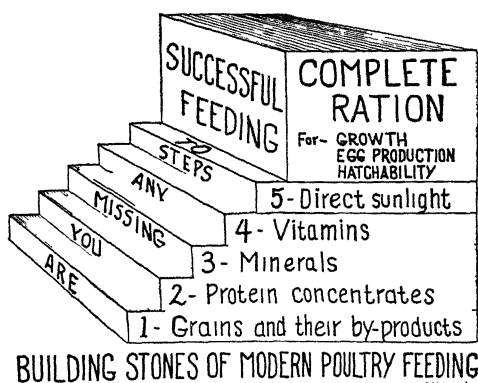 SUCCESSFUL
FEEDING
COMPLETE
RATION
For- GROWTH
EGG PRODUCTION
HATCHABILITY
ARE
YOU
MISSING
ANY
STEPS
TO
5- Direct sunlight
4- Vitamins
3- Minerals
2- Protein concentrates
1- Grains and their by-products
BUILDING STONES OF MODERN POULTRY FEEDING